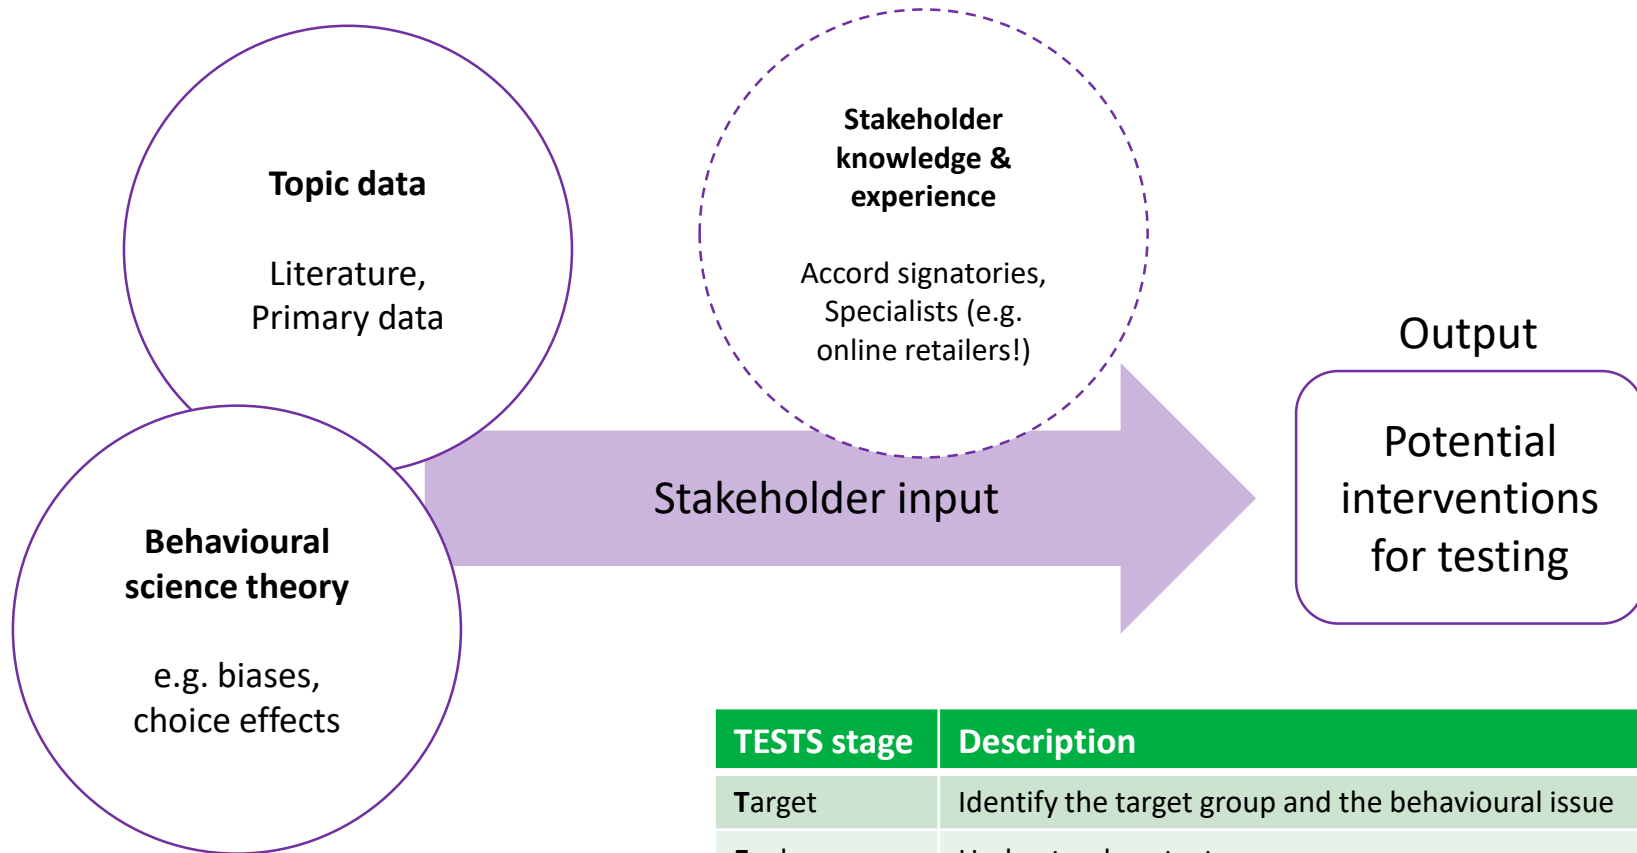 Topic data
Literature,
Primary data
Behavioural
science theory
e.g. biases,
choice effects
Stakeholder
knowledge &
experience
Accord signatories,
Specialists (e.g.
online retailers!)
Stakeholder input
Output
Potential
interventions
for testing
TESTS stage Description
Target Identify the target group and the behavioural issue